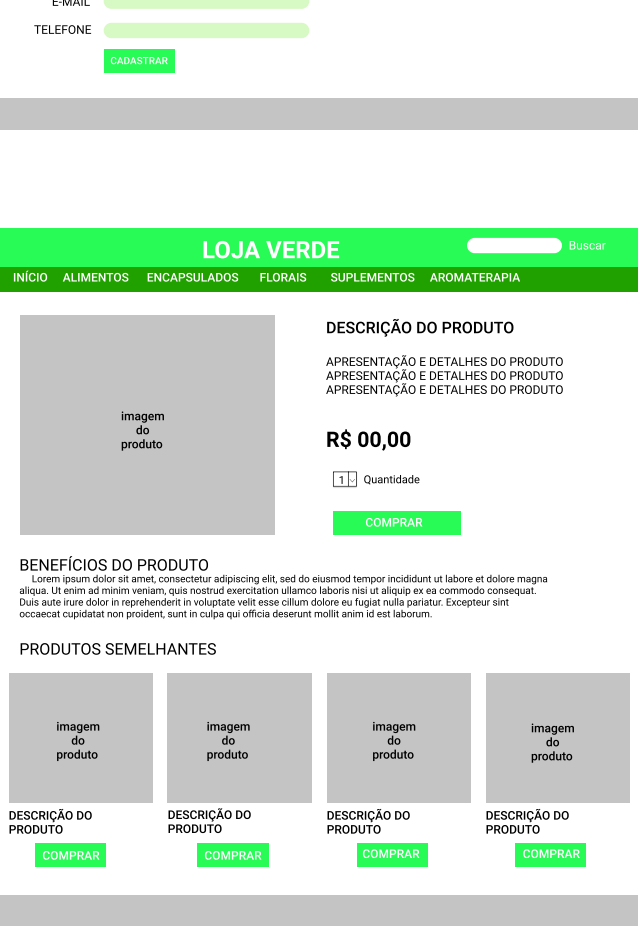 E-MAIL
TELEFONE
CADASTRAR
LOJA VERDE
Buscar
INÍCIO ALIMENTOS ENCAPSULADOS FLORAIS SUPLEMENTOS AROMATERAPIA
imagem
do
produto
DESCRIÇÃO DO PRODUTO
APRESENTAÇÃO E DETALHES DO PRODUTO
APRESENTAÇÃO E DETALHES DO PRODUTO
APRESENTAÇÃO E DETALHES DO PRODUTO
R$ 00,00
1 Quantidade
COMPRAR
BENEFÍCIOS DO PRODUTO
Lorem ipsum dolor sit amet, consectetur adipiscing elit, sed do eiusmod tempor incididunt ut labore et dolore magna
aliqua. Ut enim ad minim veniam, quis nostrud exercitation ullamco laboris nisi ut aliquip ex ea commodo consequat.
Duis aute irure dolor in reprehenderit in voluptate velit esse cillum dolore eu fugiat nulla pariatur. Excepteur sint
occaecat cupidatat non proident, sunt in culpa qui officia deserunt mollit anim id est laborum.
PRODUTOS SEMELHANTES
imagem
do
produto
DESCRIÇÃO DO
PRODUTO
COMPRAR
imagem
do
produto
DESCRIÇÃO DO
PRODUTO
COMPRAR
imagem
do
produto
DESCRIÇÃO DO
PRODUTO
COMPRAR
imagem
do
produto
DESCRIÇÃO DO
PRODUTO
COMPRAR